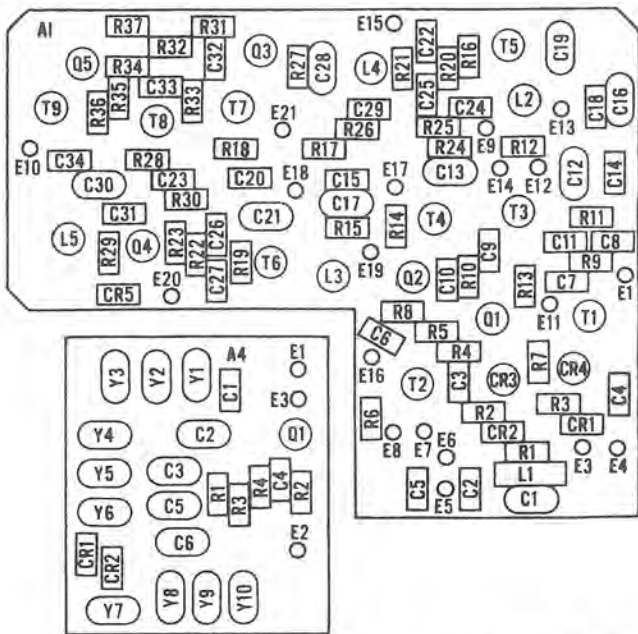 A1
R37
R31
E15
R32
Q3
C22
T5
C19
Q5
R34
C32
R27
C28
L4
R21
R20
R16
C33
R35
R33
R36
T9
T8
T7
C25
C24
L2
C18
C16
E13
C29
R26
E21
R25
E9
E10
C34
R28
R18
R17
R24
R12
C30
C23
C20
E18
C15
E17
C13
E14
E12
C12
C14
R30
C17
C31
C21
R15
R14
T4
T3
R11
L5
R29
Q4
R23
R22
C26
C27
R19
T6
L3
E19
Q2
C10
R10
C9
C11
C8
R9
C7
R13
E1
CR5
E20
E11
R8
R5
Q1
T1
C6
R4
E16
T2
C3
CR3
R7
CR4
C4
R6
R2
R3
CR2
CR1
E8
E7
E6
R1
E3
E4
L1
C5
E5
C2
C1
A4
Y3
Y2
Y1
C1
E1
E3
Y4
C2
Q1
Y5
C3
R1
R3
R4
C4
R2
Y6
C5
CR1
CR2
C6
E2
Y7
Y8
Y9
Y10